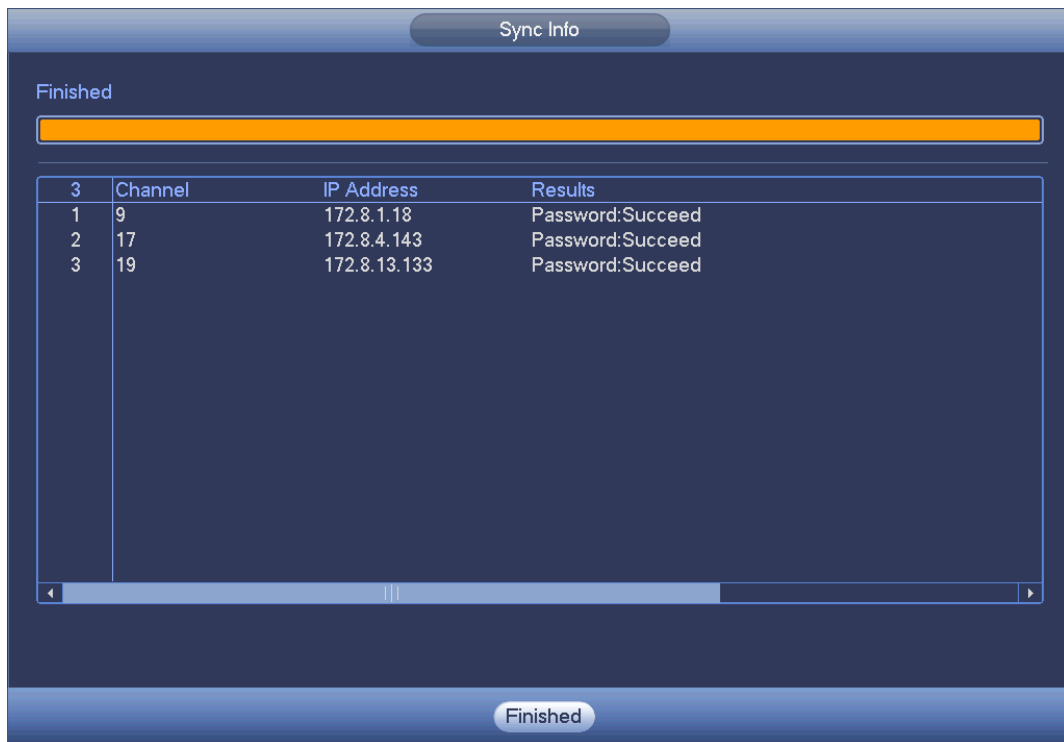 Sync Info
Finished
3 Channel IP Address Results
1 9 172.8.1.18 Password:Succeed
2 17 172.8.4.143 Password:Succeed
3 19 172.8.13.133 Password:Succeed
Finished